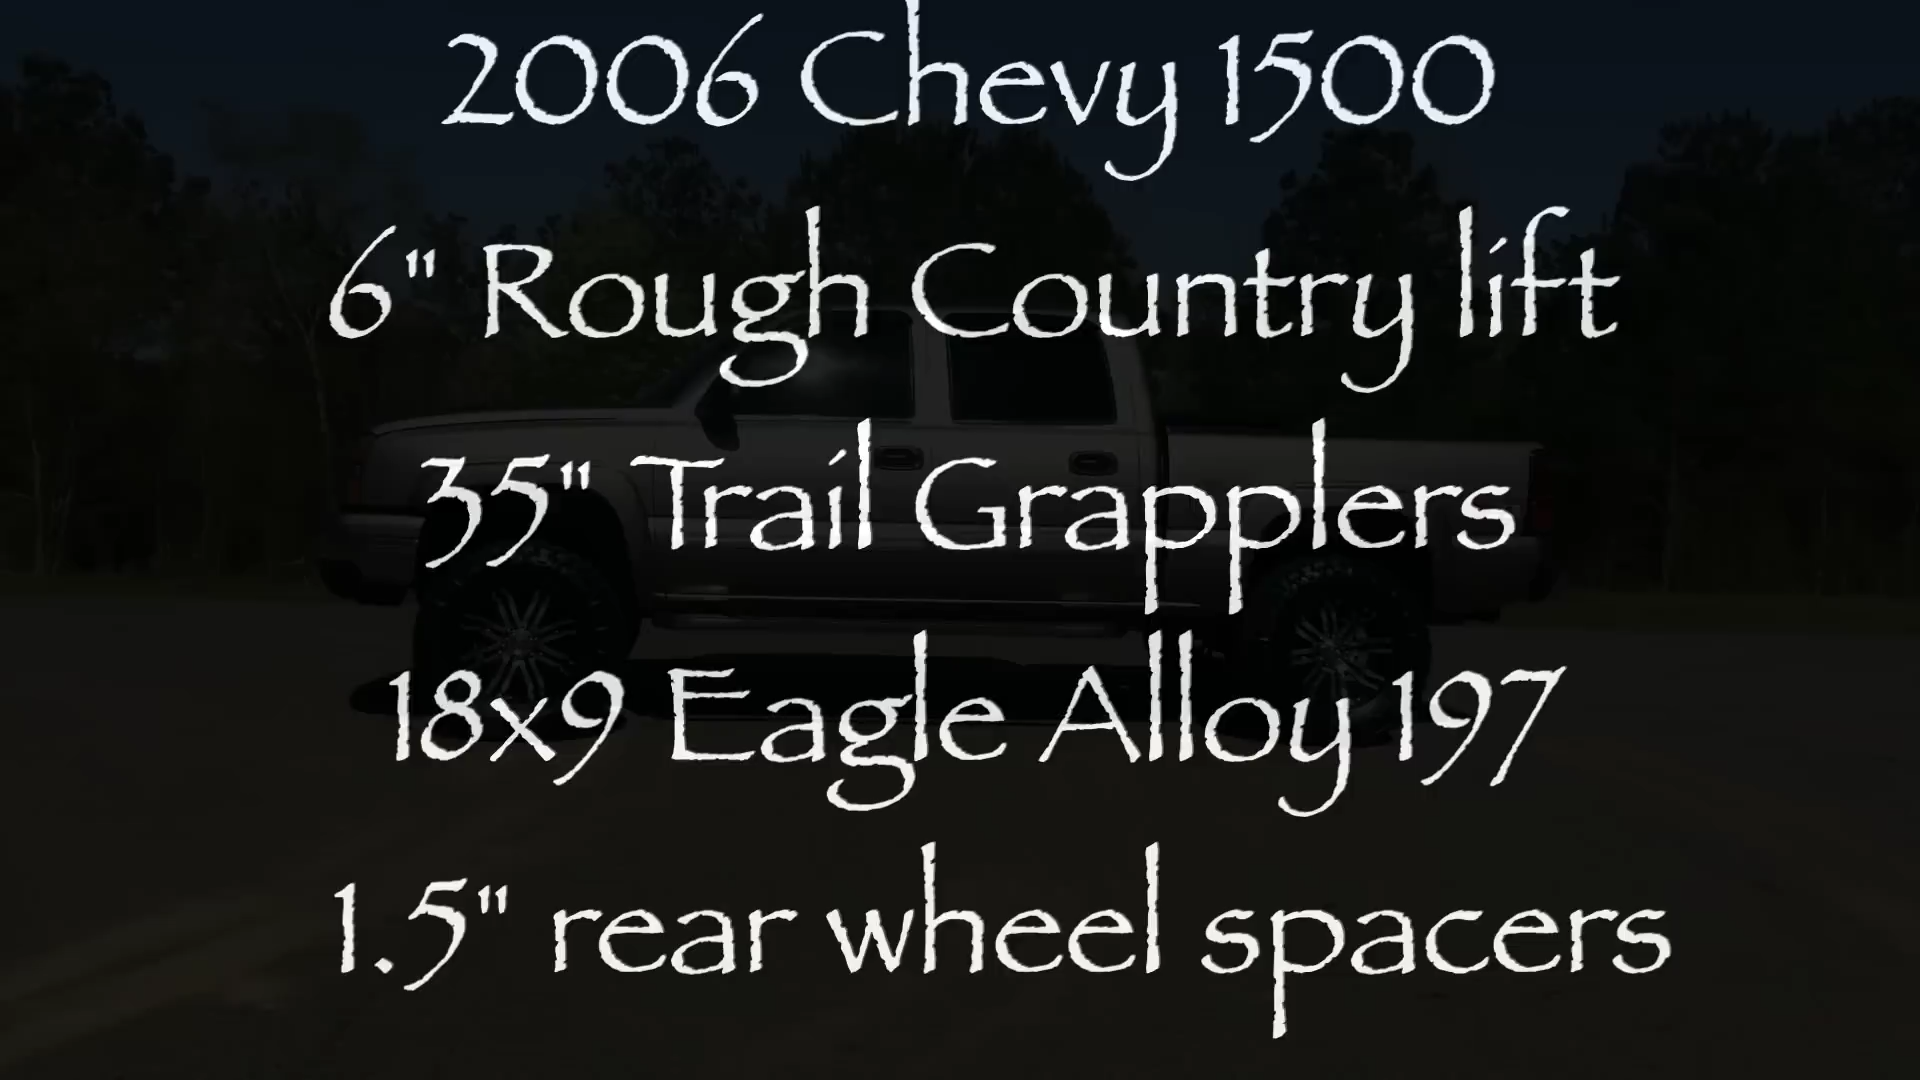 2006 Chevy 1500
6" Rough Country lift
35" Trail Grapplers
18x9 Eagle Alloy 197
1.5" rear wheel spacers